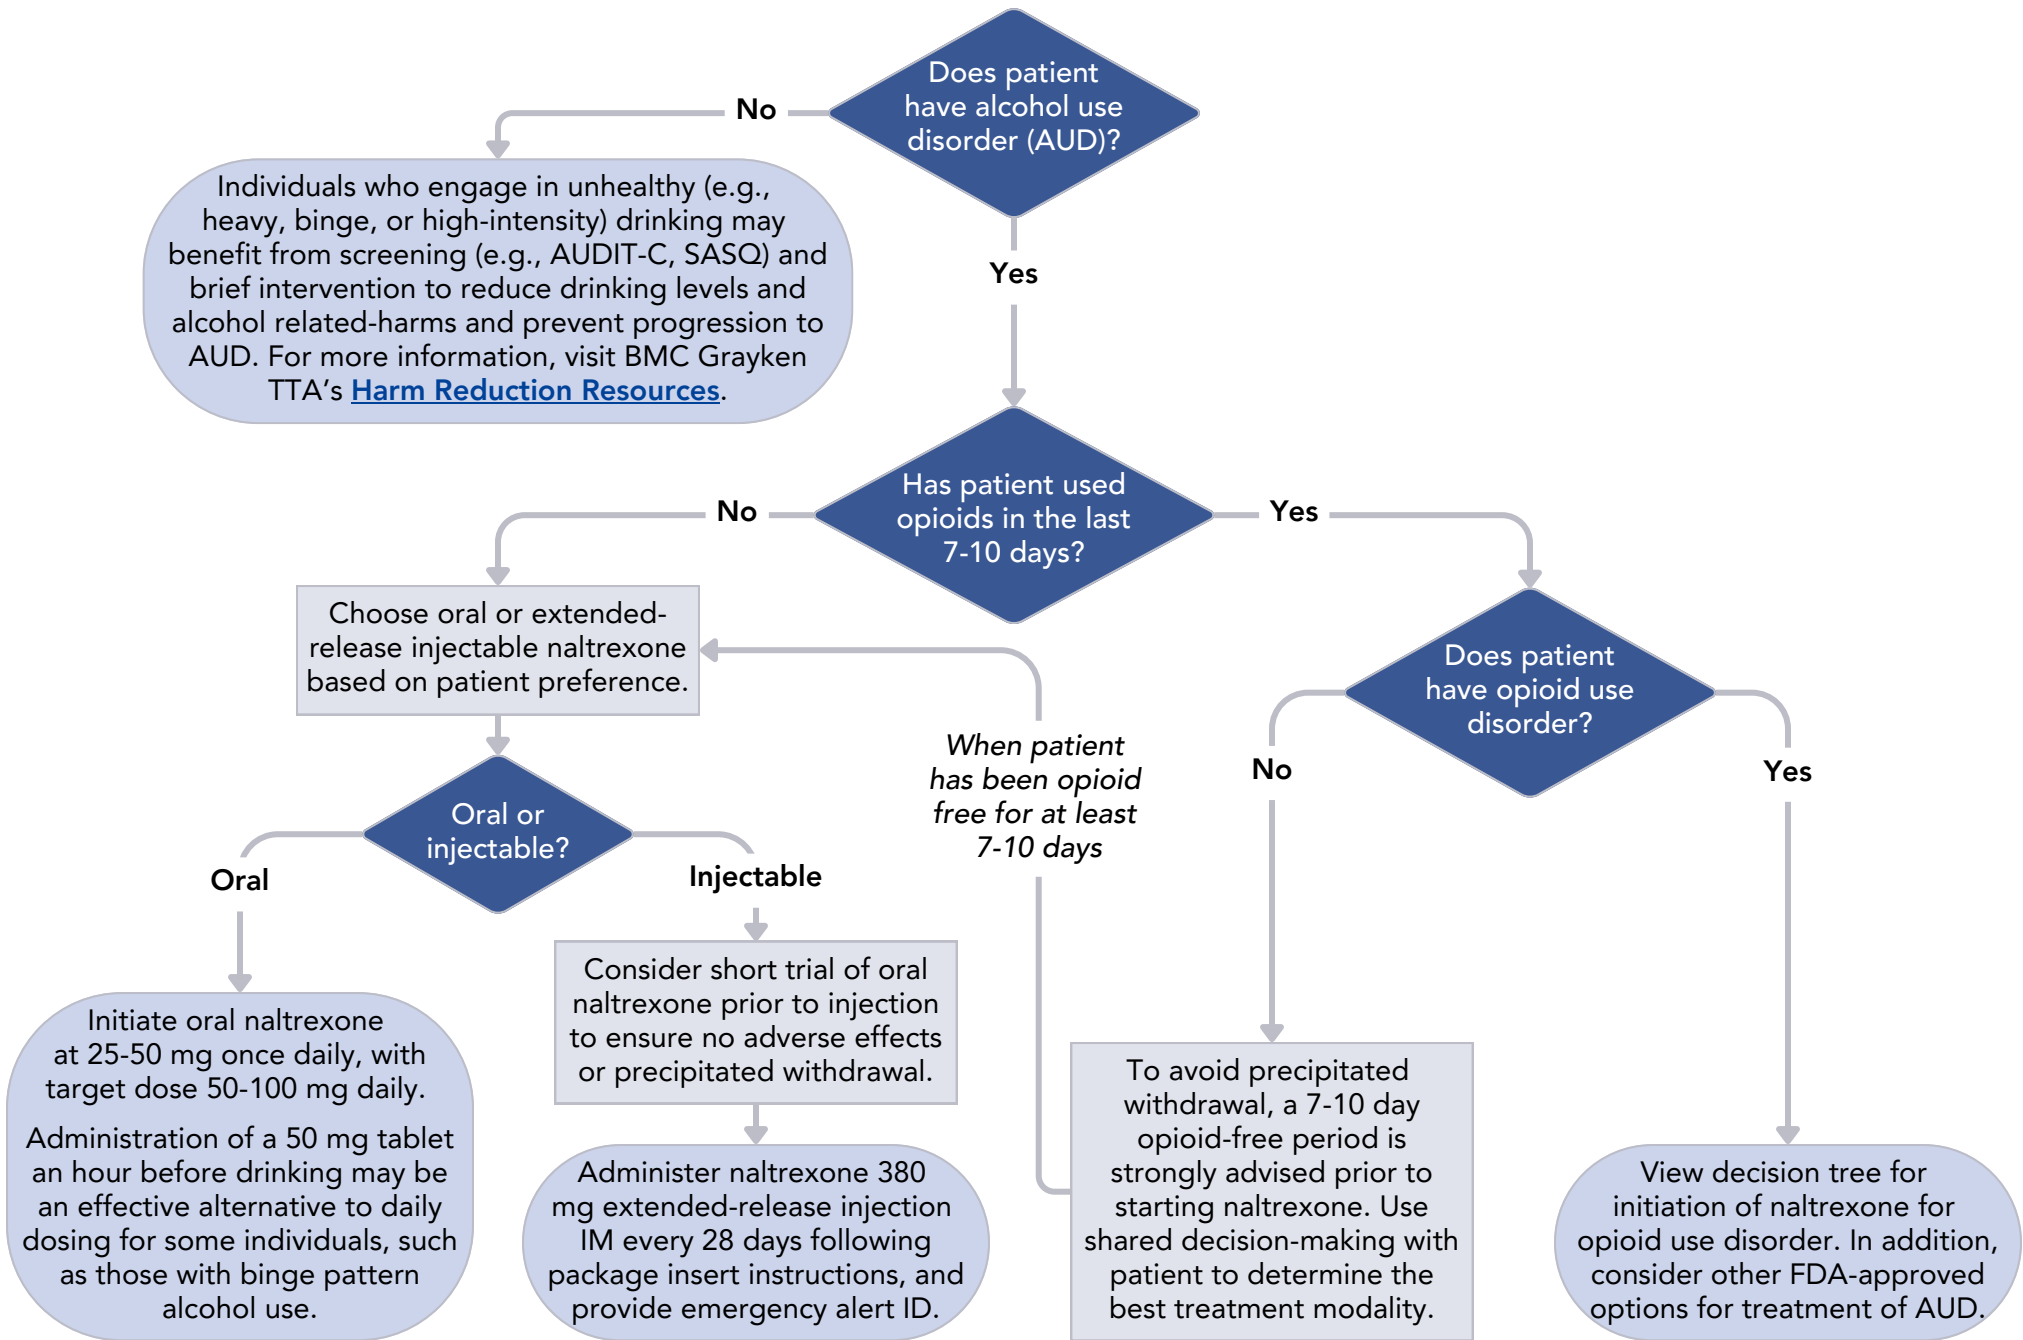 Does patient
have alcohol use
disorder (AUD)?
No
Individuals who engage in unhealthy (e.g.,
heavy, binge, or high-intensity) drinking may
benefit from screening (e.g., AUDIT-C, SASQ) and
brief intervention to reduce drinking levels and
alcohol related-harms and prevent progression to
AUD. For more information, visit BMC Grayken
TTA's Harm Reduction Resources.
Yes
Has patient used
opioids in the last
7-10 days?
No
Yes
Choose oral or extended-
release injectable naltrexone
based on patient preference.
Does patient
have opioid use
disorder?
When patient
has been opioid
free for at least
7-10 days
No
Yes
Oral or
injectable?
Oral
Injectable
Initiate oral naltrexone
at 25-50 mg once daily, with
target dose 50-100 mg daily.
Administration of a 50 mg tablet
an hour before drinking may be
an effective alternative to daily
dosing for some individuals, such
as those with binge pattern
alcohol use.
Consider short trial of oral
naltrexone prior to injection
to ensure no adverse effects
or precipitated withdrawal.
Administer naltrexone 380
mg extended-release injection
IM every 28 days following
package insert instructions, and
provide emergency alert ID.
To avoid precipitated
withdrawal, a 7-10 day
opioid-free period is
strongly advised prior to
starting naltrexone. Use
shared decision-making with
patient to determine the
best treatment modality.
View decision tree for
initiation of naltrexone for
opioid use disorder. In addition,
consider other FDA-approved
options for treatment of AUD.